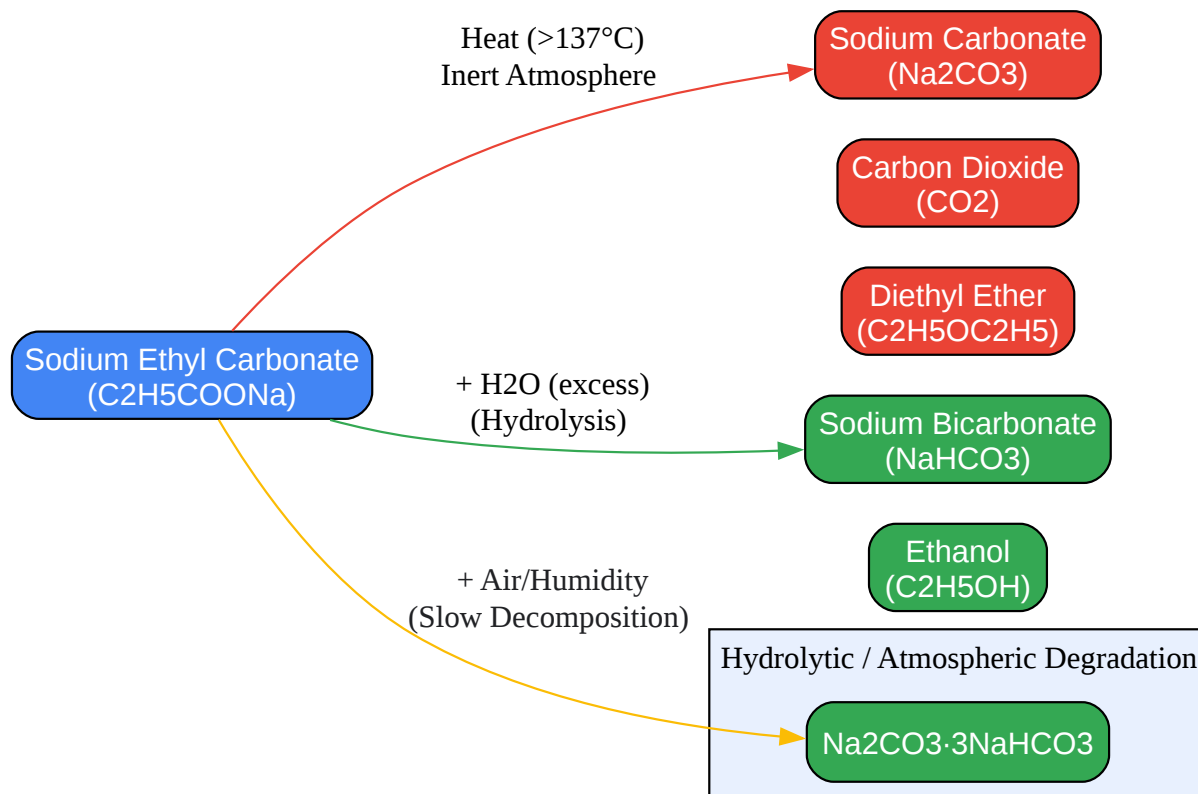 Heat (>137°C)
Inert Atmosphere
Sodium Carbonate
(Na2CO3)
Carbon Dioxide
(CO2)
Diethyl Ether
(C2H5OC2H5)
Sodium Ethyl Carbonate
(C2H5COONa)
+ H2O (excess)
(Hydrolysis)
Sodium Bicarbonate
(NaHCO3)
Ethanol
(C2H5OH)
+ Air/Humidity
(Slow Decomposition)
Hydrolytic / Atmospheric Degradation
Na2CO3·3NaHCO3